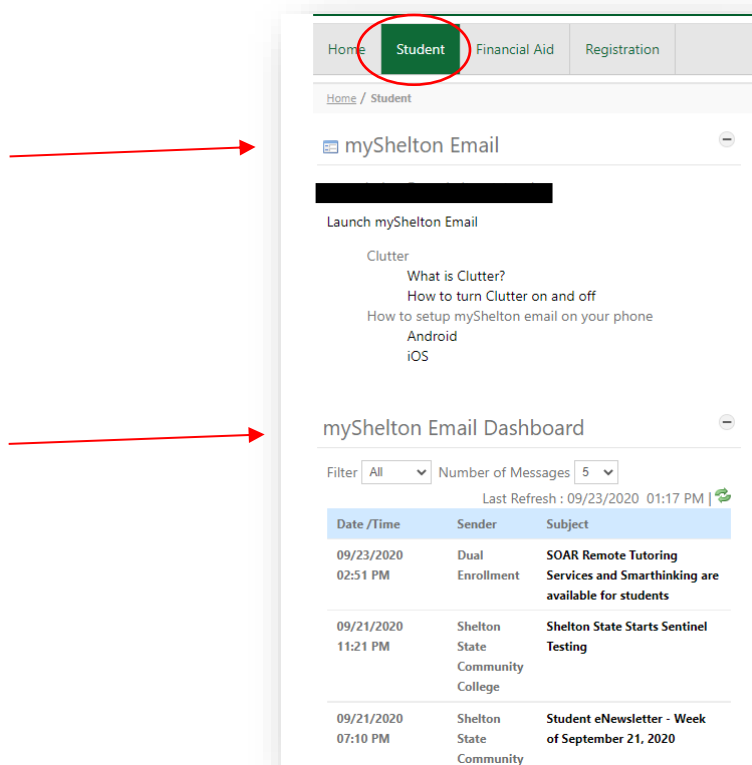 Home Student Financial Aid Registration
Home / Student
myShelton Email
Launch myShelton Email
Clutter
What is Clutter?
How to turn Clutter on and off
How to setup myShelton email on your phone
Android
iOS
myShelton Email Dashboard
Filter All Number of Messages 5
Last Refresh : 09/23/2020 01:17 PM |
Date /Time Sender Subject
09/23/2020 Dual SOAR Remote Tutoring
02:51 PM Enrollment Services and Smarthinking are
available for students
09/21/2020 Shelton Shelton State Starts Sentinel
11:21 PM State Testing
Community
College
09/21/2020 Shelton Student eNewsletter - Week
07:10 PM State of September 21, 2020
Community